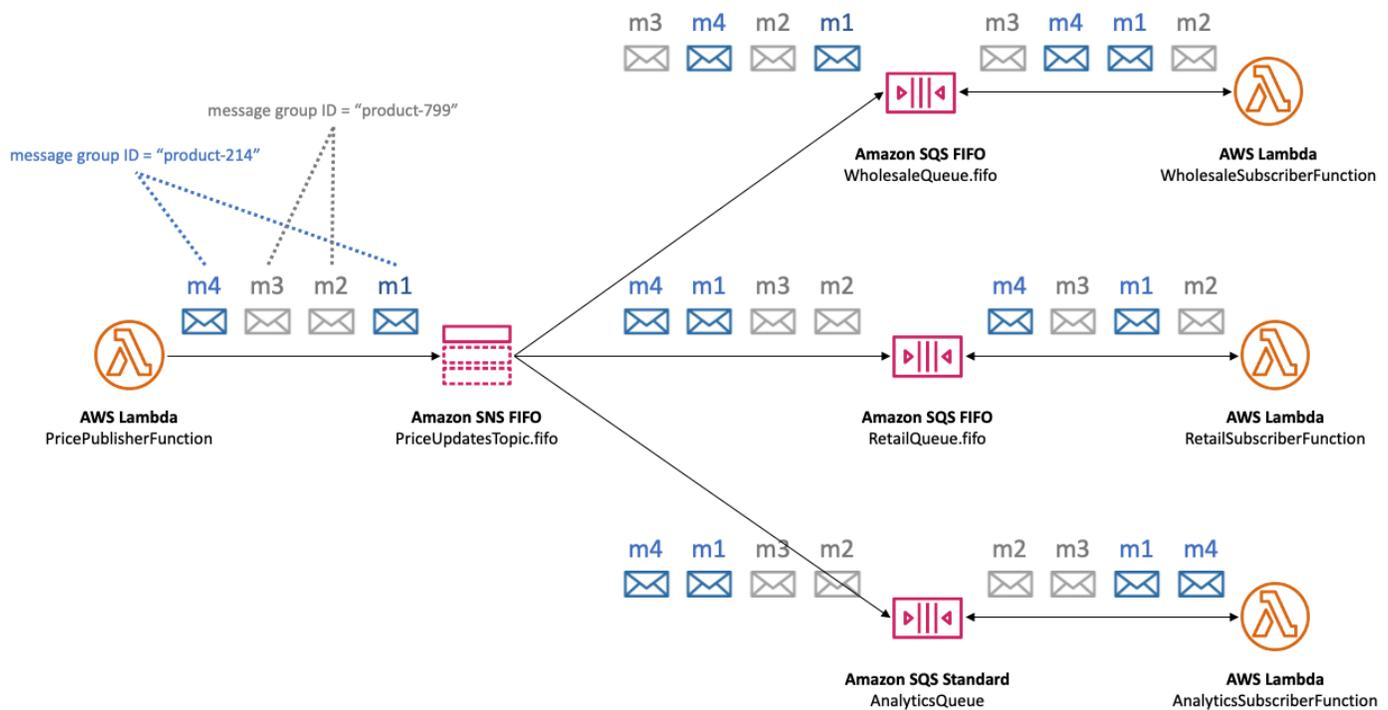 m3 m4 m2 m1
m3 m4 m1 m2
message group ID = “product-799”
message group ID = “product-214”
Amazon SQS FIFO
WholesaleQueue.fifo
AWS Lambda
WholesaleSubscriberFunction
m4 m3 m2 m1
m4 m1 m3 m2
m4 m3 m1 m2
AWS Lambda
PricePublisherFunction
Amazon SNS FIFO
PriceUpdatesTopic.fifo
Amazon SQS FIFO
RetailQueue.fifo
AWS Lambda
RetailSubscriberFunction
m4 m1 m3 m2
m2 m3 m1 m4
Amazon SQS Standard
AnalyticsQueue
AWS Lambda
AnalyticsSubscriberFunction